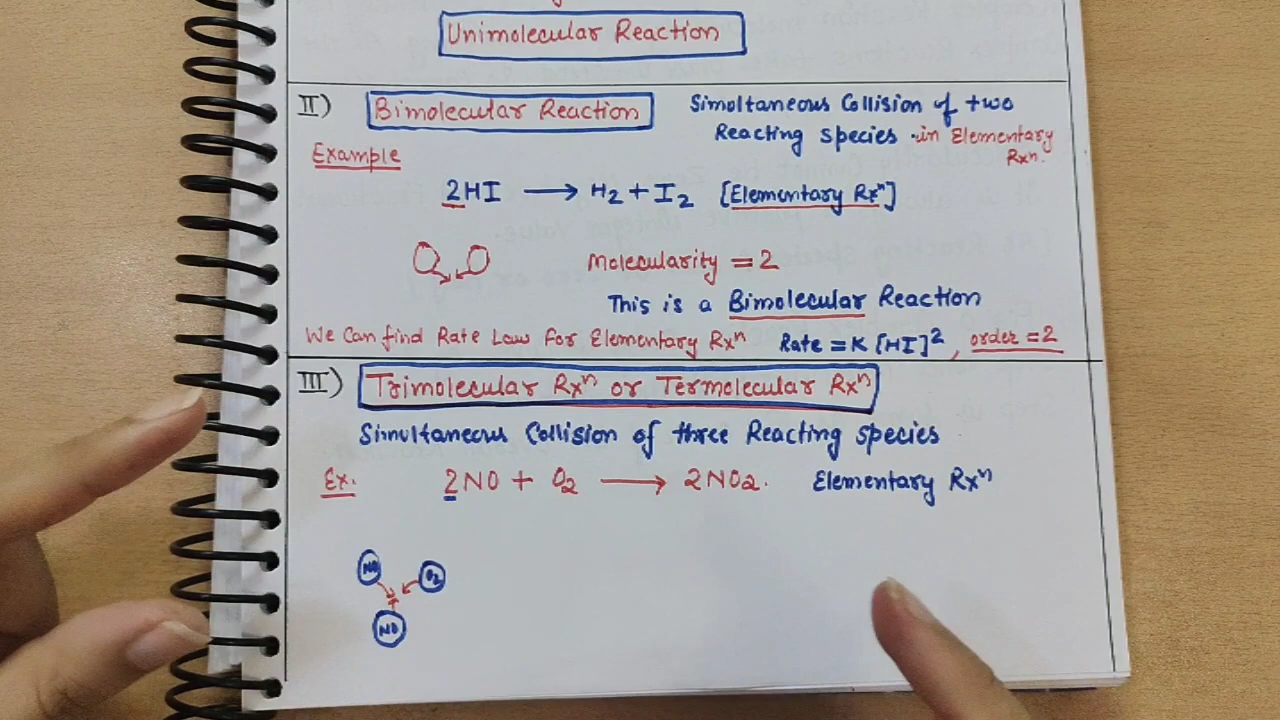 Unimolecular Reaction
II) Bimolecular Reaction Simultaneous Collision of two
Reacting species in Elementary
Rxn.
Example
2HI → H2 + I2 [Elementary Rxn]
Molecularity = 2
This is a Bimolecular Reaction
We Can find Rate Law For Elementary Rxn Rate = K [HI]2, order = 2
III) Trimolecular Rxn or Termolecular Rxn
Simultaneous Collision of three Reacting species
Ex. 2NO + O2 → 2NO2. Elementary Rxn
NO O2
NO